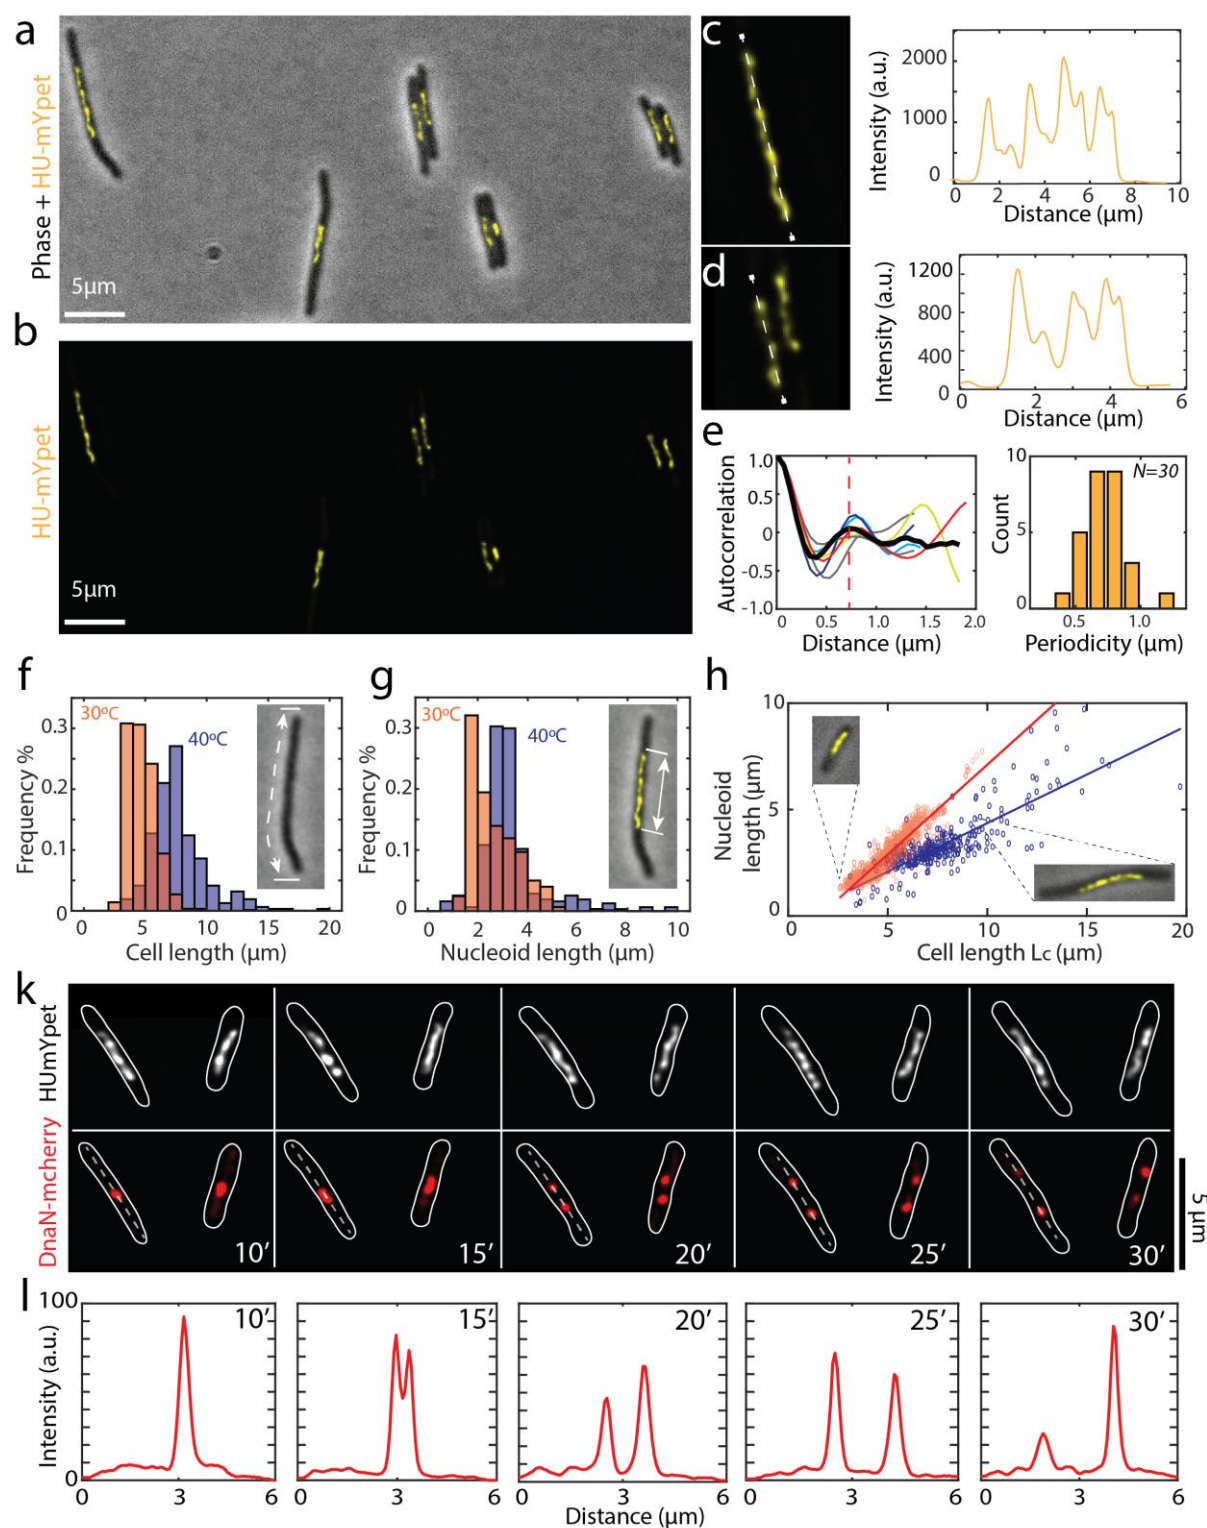 a
Phase + HU-mYpet
5µm
b
HU-mYpet
5µm
c
Intensity (a.u.)
2000
1000
0
0 2 4 6 8 10
Distance (µm)
d
Intensity (a.u.)
1200
800
400
0
0 2 4 6
Distance (µm)
e
Autocorrelation
1.0
0.5
0
-0.5
-1.0
0 0.5 1.0 1.5 2.0
Distance (µm)
Count
10
5
0
N=30
0.5 1.0
Periodicity (µm)
f
Frequency %
0.3
0.2
0.1
0
30ºC
40ºC
0 5 10 15 20
Cell length (µm)
g
Frequency %
0.3
0.2
0.1
0
30ºC
40ºC
0 2 4 6 8 10
Nucleoid length (µm)
h
Nucleoid
length (µm)
10
5
0
0 5 10 15 20
Cell length Lc (µm)
k
HUmYpet
DnaN-mcherry
10′ 15′ 20′ 25′ 30′
5 µm
l
Intensity (a.u.)
100
0
10′ 15′ 20′ 25′ 30′
0 3 6 0 3 6 0 3 6 0 3 6 0 3 6
Distance (µm)